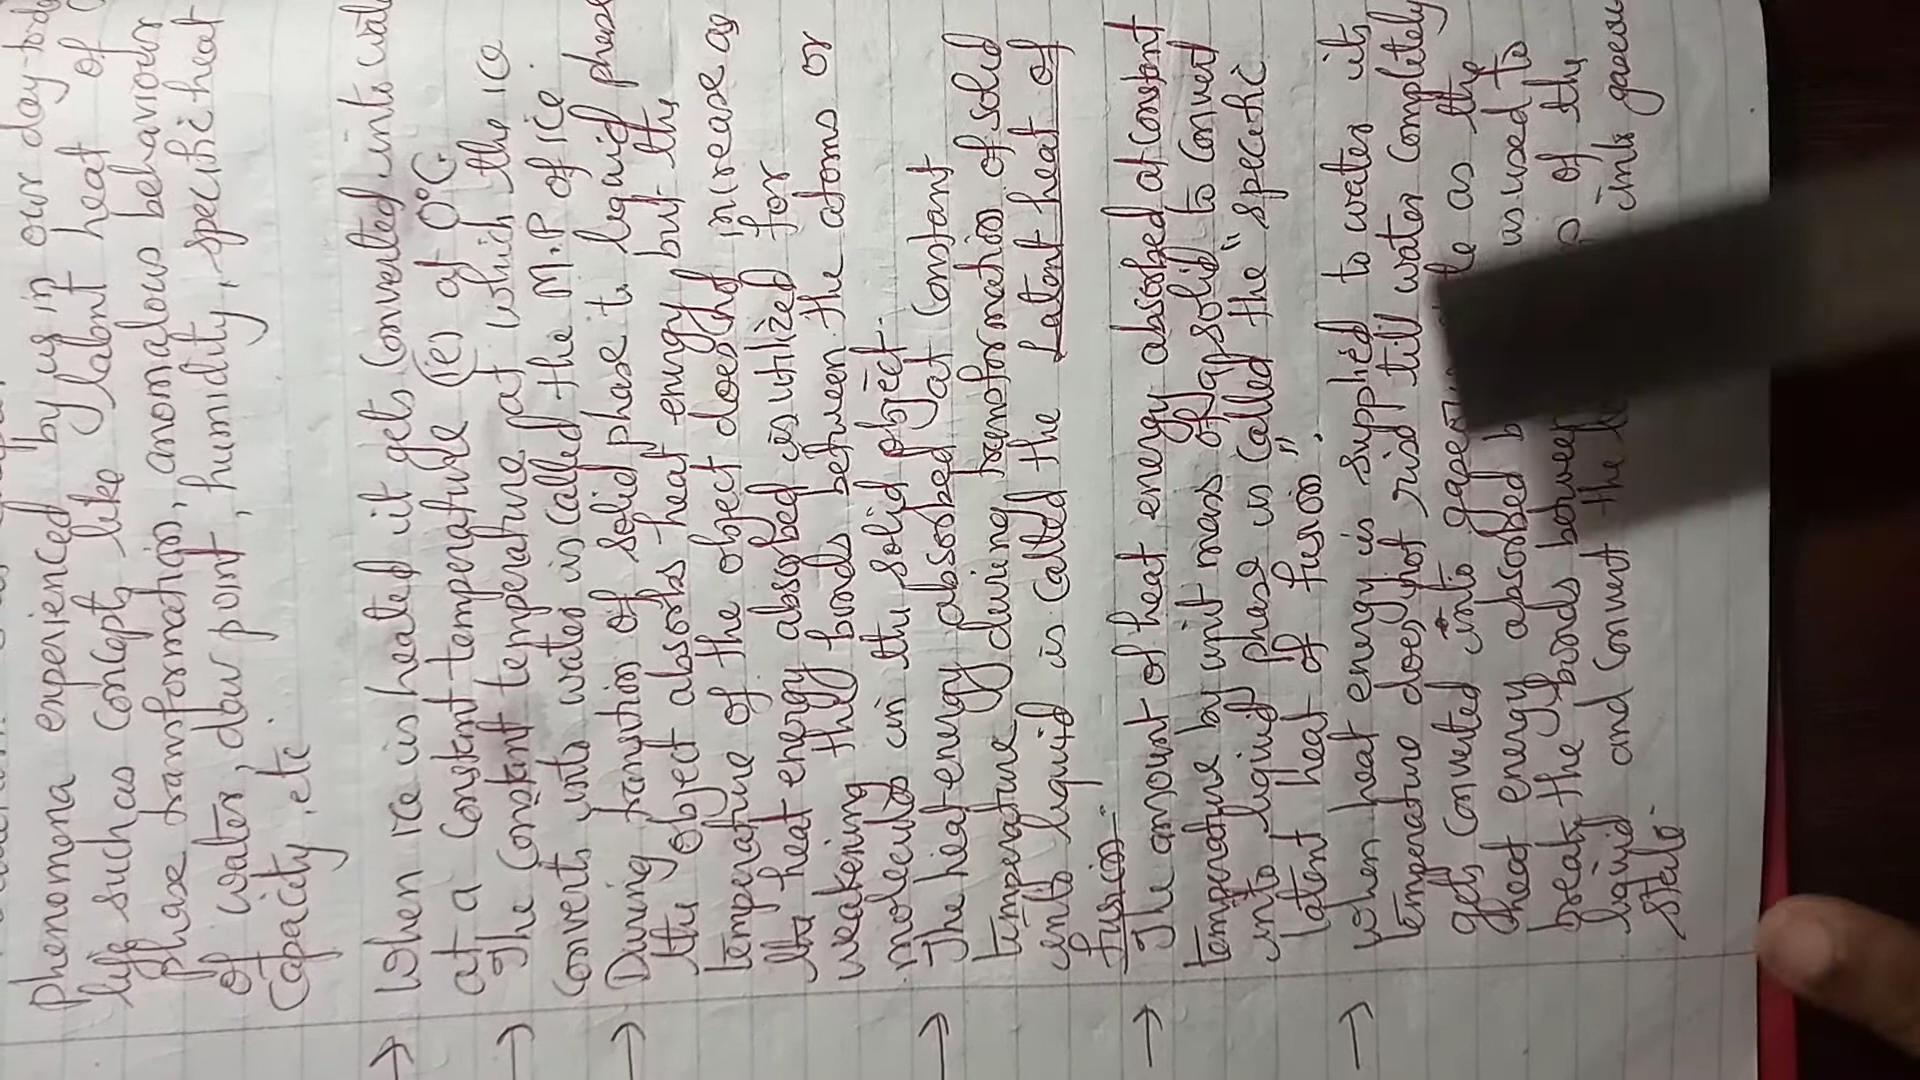 Phenomena experienced by us in our day-to-day
life such as concepts like latent heat of
phase transformation, anomalous behaviour
of water, dew point, humidity, specific heat
Capacity, etc.
→ When ice is heated it gets Converted into
at a Constant temperature (ie) at 0°C.
→ The Constant temperature at which the ice
Converts into water is called the M.P of ice.
→ During transition of solid phase to liquid phase
the object absorbs heat energy but the
temperature of the object does not increase as
the heat energy absorbed is utilized for
weakening the bonds between the atoms or
molecules in the solid object.
→ The heat energy absorbed at Constant
temperature during transformation of solid
into liquid is called the Latent heat of
fusion.
→ The amount of heat energy absorbed at Constant
temperature by unit mass of a solid to Convert
into liquid phase is Called the "specific
latent heat of fusion".
→ When heat energy is supplied to water its
temperature does not rise till water completely
gets Converted into as the
heat energy absorbed is used to
break the bonds between of the
liquid and Convert the into gaseous
state.